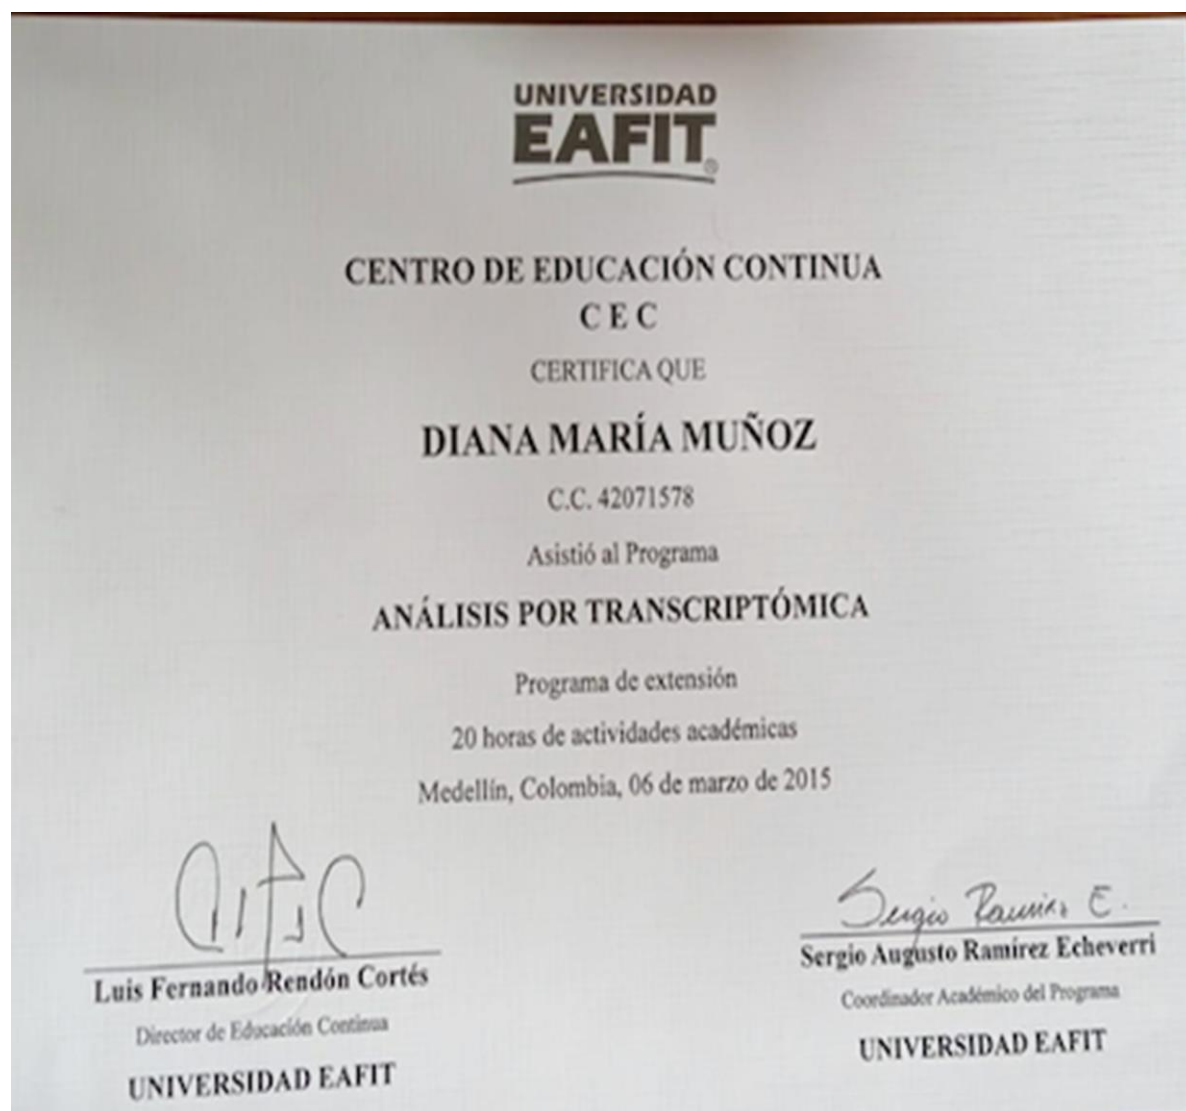 UNIVERSIDAD
EAFIT®
CENTRO DE EDUCACIÓN CONTINUA
C E C
CERTIFICA QUE
DIANA MARÍA MUÑOZ
C.C. 42071578
Asistió al Programa
ANÁLISIS POR TRANSCRIPTÓMICA
Programa de extensión
20 horas de actividades académicas
Medellín, Colombia, 06 de marzo de 2015
Luis Fernando Rendón Cortés
Director de Educación Continua
UNIVERSIDAD EAFIT
Sergio Ramírez E.
Sergio Augusto Ramírez Echeverri
Coordinador Académico del Programa
UNIVERSIDAD EAFIT